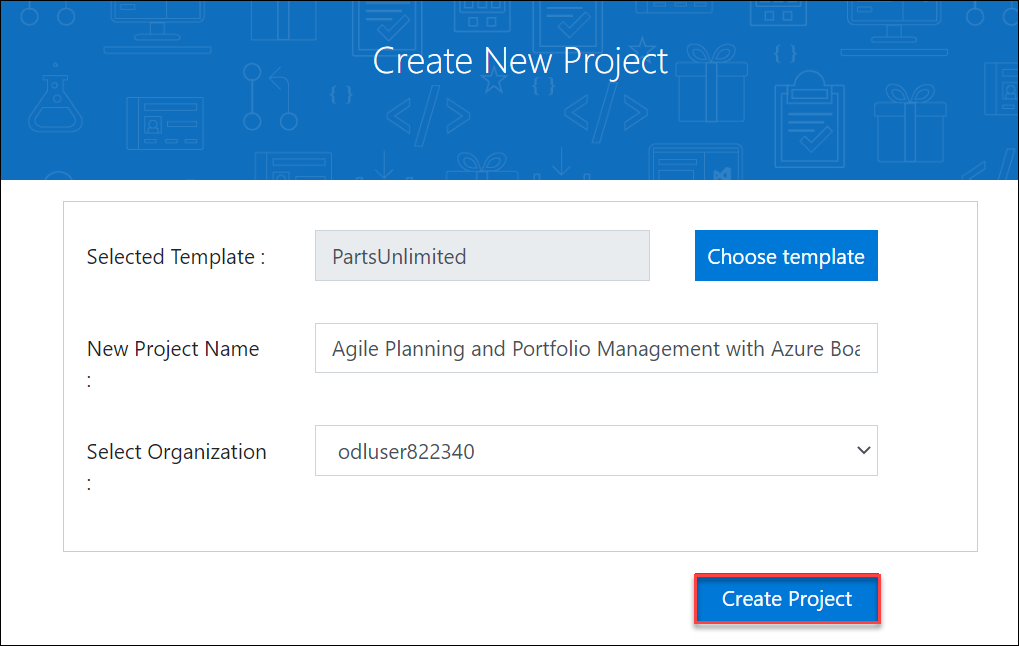 Create New Project
Selected Template :
PartsUnlimited
Choose template
New Project Name
:
Agile Planning and Portfolio Management with Azure Boa
Select Organization
:
odluser822340
Create Project